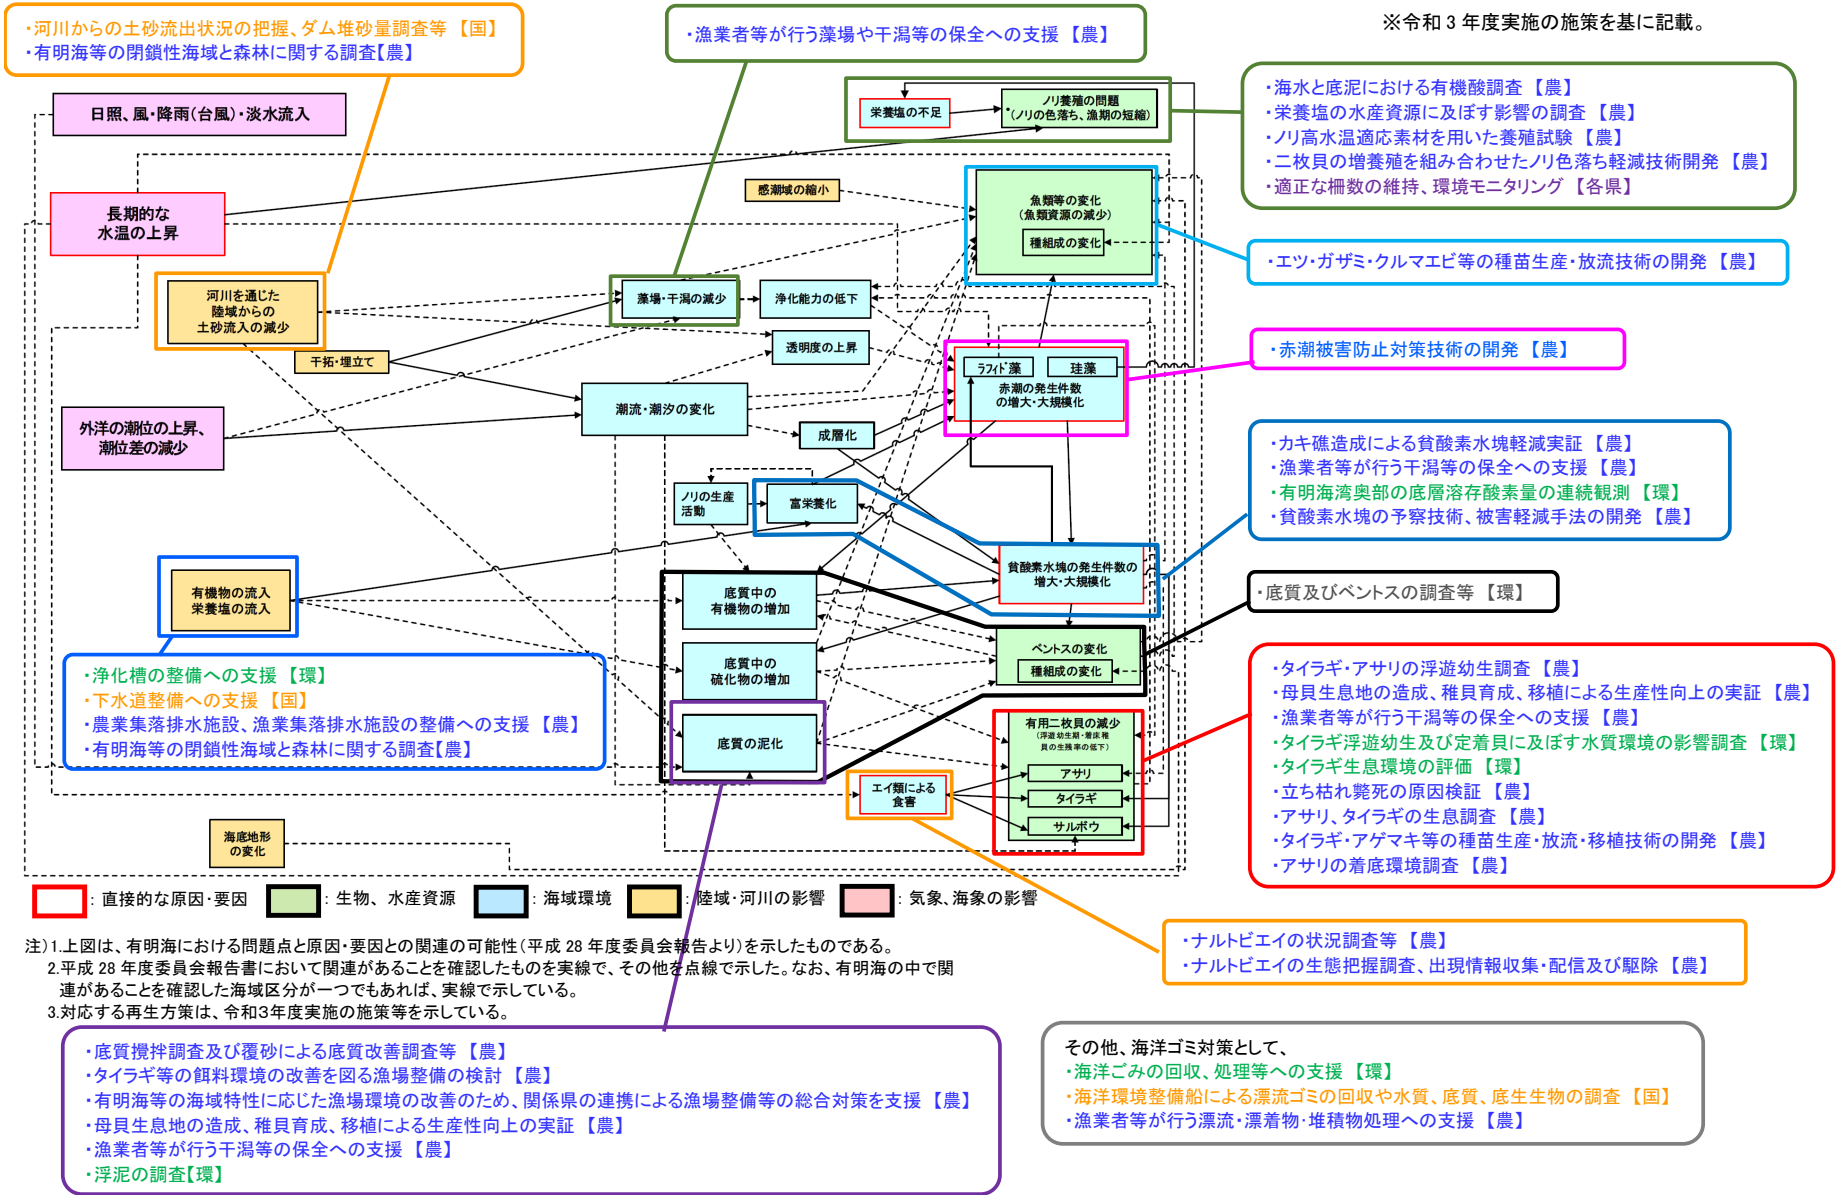 ・河川からの土砂流出状況の把握、ダム堆砂量調査等 【国】
・有明海等の閉鎖性海域と森林に関する調査【農】
・漁業者等が行う藻場や干潟等の保全への支援 【農】
※令和3年度実施の施策を基に記載。
・海水と底泥における有機酸調査 【農】
・栄養塩の水産資源に及ぼす影響の調査 【農】
・ノリ高水温適応素材を用いた養殖試験 【農】
・二枚貝の増養殖を組み合わせたノリ色落ち軽減技術開発 【農】
・適正な柵数の維持、環境モニタリング 【各県】
日照、風・降雨(台風)・淡水流入
栄養塩の不足
ノリ養殖の問題
・(ノリの色落ち、漁期の短縮)
長期的な
水温の上昇
感潮域の縮小
魚類等の変化
(魚類資源の減少)
種組成の変化
・エツ・ガザミ・クルマエビ等の種苗生産・放流技術の開発 【農】
河川を通じた
陸域からの
土砂流入の減少
藻場・干潟の減少
浄化能力の低下
透明度の上昇
干拓・埋立て
ラフィド藻
珪藻
赤潮の発生件数
の増大・大規模化
・赤潮被害防止対策技術の開発 【農】
外洋の潮位の上昇、
潮位差の減少
潮流・潮汐の変化
成層化
・カキ礁造成による貧酸素水塊軽減実証 【農】
・漁業者等が行う干潟等の保全への支援 【農】
・有明海湾奥部の底層溶存酸素量の連続観測 【環】
・貧酸素水塊の予察技術、被害軽減手法の開発 【農】
ノリの生産
活動
富栄養化
貧酸素水塊の発生件数の
増大・大規模化
有機物の流入
栄養塩の流入
底質中の
有機物の増加
・底質及びベントスの調査等 【環】
底質中の
硫化物の増加
ベントスの変化
種組成の変化
・浄化槽の整備への支援 【環】
・下水道整備への支援 【国】
・農業集落排水施設、漁業集落排水施設の整備への支援 【農】
・有明海等の閉鎖性海域と森林に関する調査【農】
底質の泥化
有用二枚貝の減少
(浮遊幼生期・着床稚
貝の生残率の低下)
アサリ
タイラギ
サルボウ
エイ類による
食害
・タイラギ・アサリの浮遊幼生調査 【農】
・母貝生息地の造成、稚貝育成、移植による生産性向上の実証 【農】
・漁業者等が行う干潟等の保全への支援 【農】
・タイラギ浮遊幼生及び定着貝に及ぼす水質環境の影響調査 【環】
・タイラギ生息環境の評価 【環】
・立ち枯れ斃死の原因検証 【農】
・アサリ、タイラギの生息調査 【農】
・タイラギ・アゲマキ等の種苗生産・放流・移植技術の開発 【農】
・アサリの着底環境調査 【農】
海底地形
の変化
：直接的な原因・要因
：生物、水産資源
：海域環境
：陸域・河川の影響
：気象、海象の影響
・ナルトビエイの状況調査等 【農】
・ナルトビエイの生態把握調査、出現情報収集・配信及び駆除 【農】
注)1.上図は、有明海における問題点と原因・要因との関連の可能性(平成28年度委員会報告より)を示したものである。
2.平成28年度委員会報告書において関連があることを確認したものを実線で、その他を点線で示した。なお、有明海の中で関
連があることを確認した海域区分が一つでもあれば、実線で示している。
3.対応する再生方策は、令和3年度実施の施策等を示している。
・底質攪拌調査及び覆砂による底質改善調査等 【農】
・タイラギ等の餌料環境の改善を図る漁場整備の検討 【農】
・有明海等の海域特性に応じた漁場環境の改善のため、関係県の連携による漁場整備等の総合対策を支援 【農】
・母貝生息地の造成、稚貝育成、移植による生産性向上の実証 【農】
・漁業者等が行う干潟等の保全への支援 【農】
・浮泥の調査【環】
その他、海洋ゴミ対策として、
・海洋ごみの回収、処理等への支援 【環】
・海洋環境整備船による漂流ゴミの回収や水質、底質、底生生物の調査 【国】
・漁業者等が行う漂流・漂着物・堆積物処理への支援 【農】